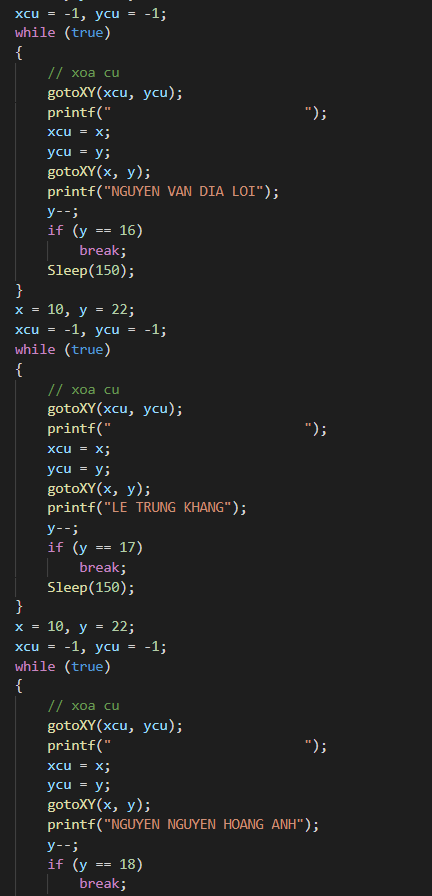 xcu = -1, ycu = -1;
while (true)
{
    // xoa cu
    gotoXY(xcu, ycu);
    printf("                        ");
    xcu = x;
    ycu = y;
    gotoXY(x, y);
    printf("NGUYEN VAN DIA LOI");
    y--;
    if (y == 16)
        break;
    Sleep(150);
}
x = 10, y = 22;
xcu = -1, ycu = -1;
while (true)
{
    // xoa cu
    gotoXY(xcu, ycu);
    printf("                        ");
    xcu = x;
    ycu = y;
    gotoXY(x, y);
    printf("LE TRUNG KHANG");
    y--;
    if (y == 17)
        break;
    Sleep(150);
}
x = 10, y = 22;
xcu = -1, ycu = -1;
while (true)
{
    // xoa cu
    gotoXY(xcu, ycu);
    printf("                        ");
    xcu = x;
    ycu = y;
    gotoXY(x, y);
    printf("NGUYEN NGUYEN HOANG ANH");
    y--;
    if (y == 18)
        break;